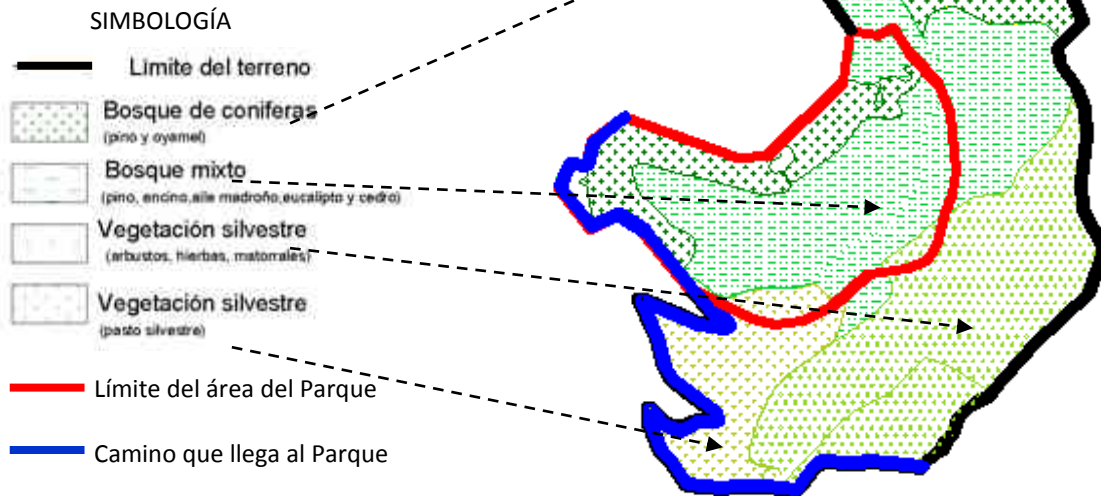 SIMBOLOGÍA
Limite del terreno
Bosque de coniferas
(pino y oyamel)
Bosque mixto
(pino, encino,aile madroño,eucalipto y cedro)
Vegetación silvestre
(arbustos, hierbas, matorrales)
Vegetación silvestre
(pasto silvestre)
Límite del área del Parque
Camino que llega al Parque